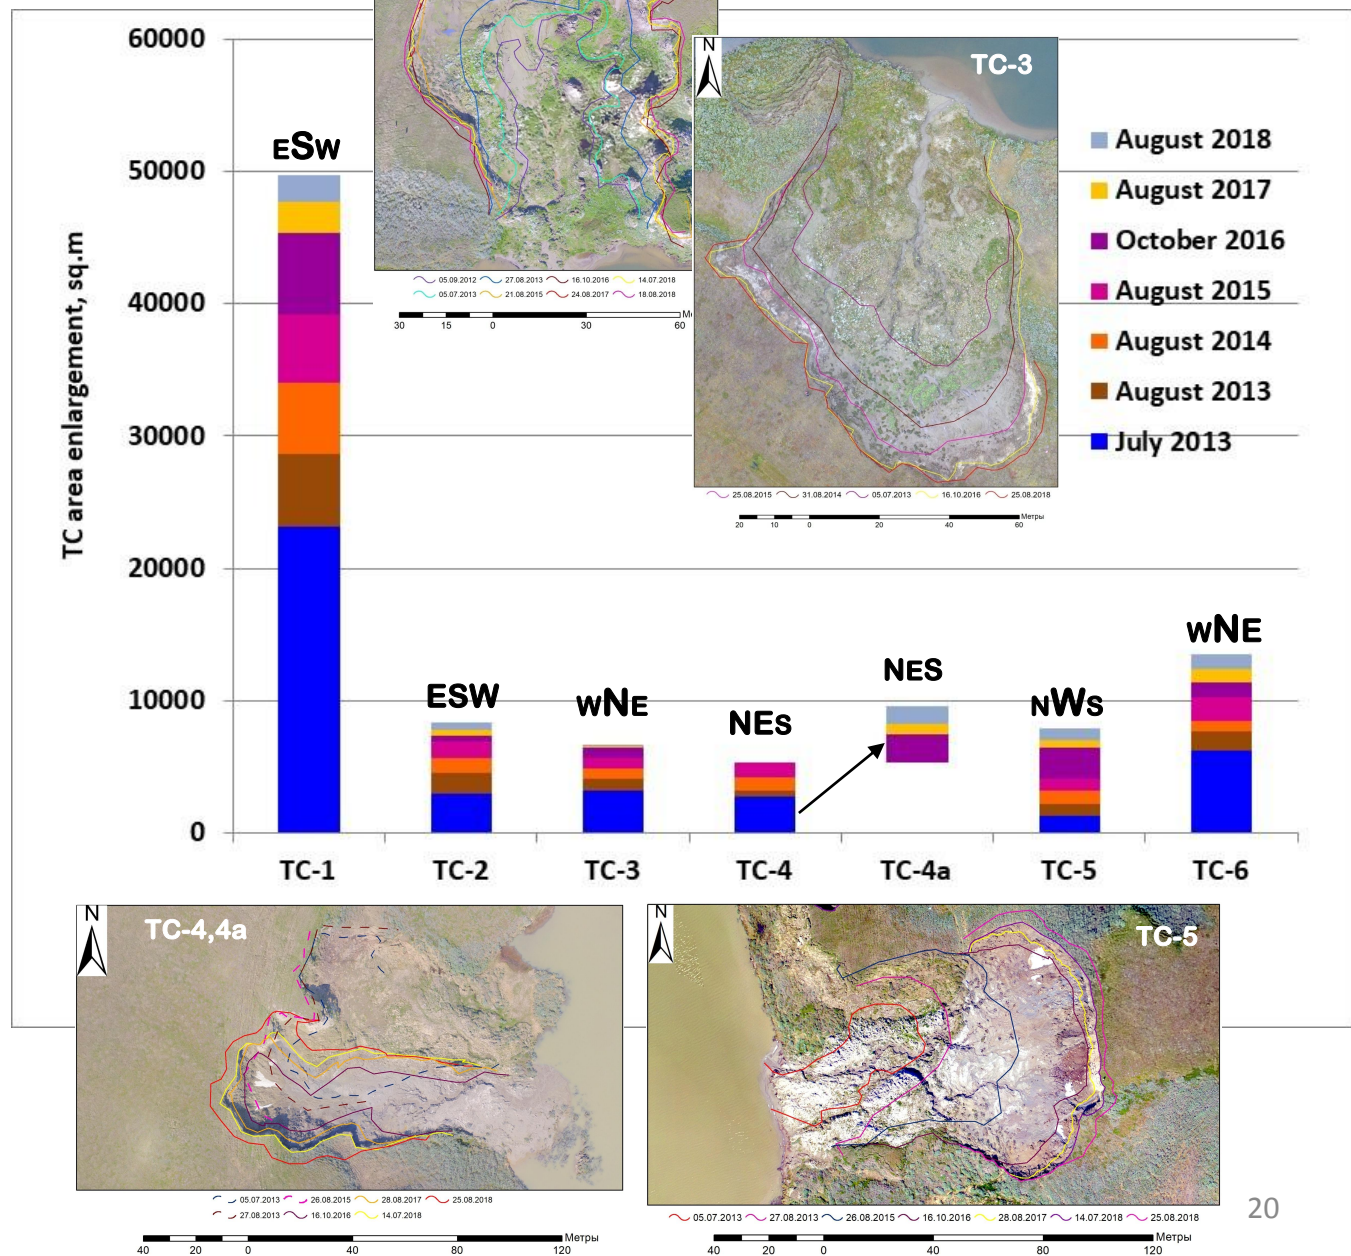 60000
50000
40000
30000
20000
10000
0
TC area enlargement, sq.m
ESW
ESW
WNE
NES
NES
NWS
WNE
TC-1
TC-2
TC-3
TC-4
TC-4a
TC-5
TC-6
August 2018
August 2017
October 2016
August 2015
August 2014
August 2013
July 2013
05.09.2012 27.08.2013 16.10.2016 14.07.2018
05.07.2013 21.08.2015 24.08.2017 18.08.2018
30 15 0 30 60
N
TC-3
25.08.2015 31.08.2014 05.07.2013 16.10.2016 25.08.2018
Метры
20 10 0 20 40 60
N
TC-4,4a
05.07.2013 26.08.2015 28.08.2017 25.08.2018
27.08.2013 16.10.2016 14.07.2018
Метры
40 20 0 40 80 120
N
TC-5
05.07.2013 27.08.2013 26.08.2015 16.10.2016 28.08.2017 14.07.2018 25.08.2018
Метры
40 20 0 40 80 120
20